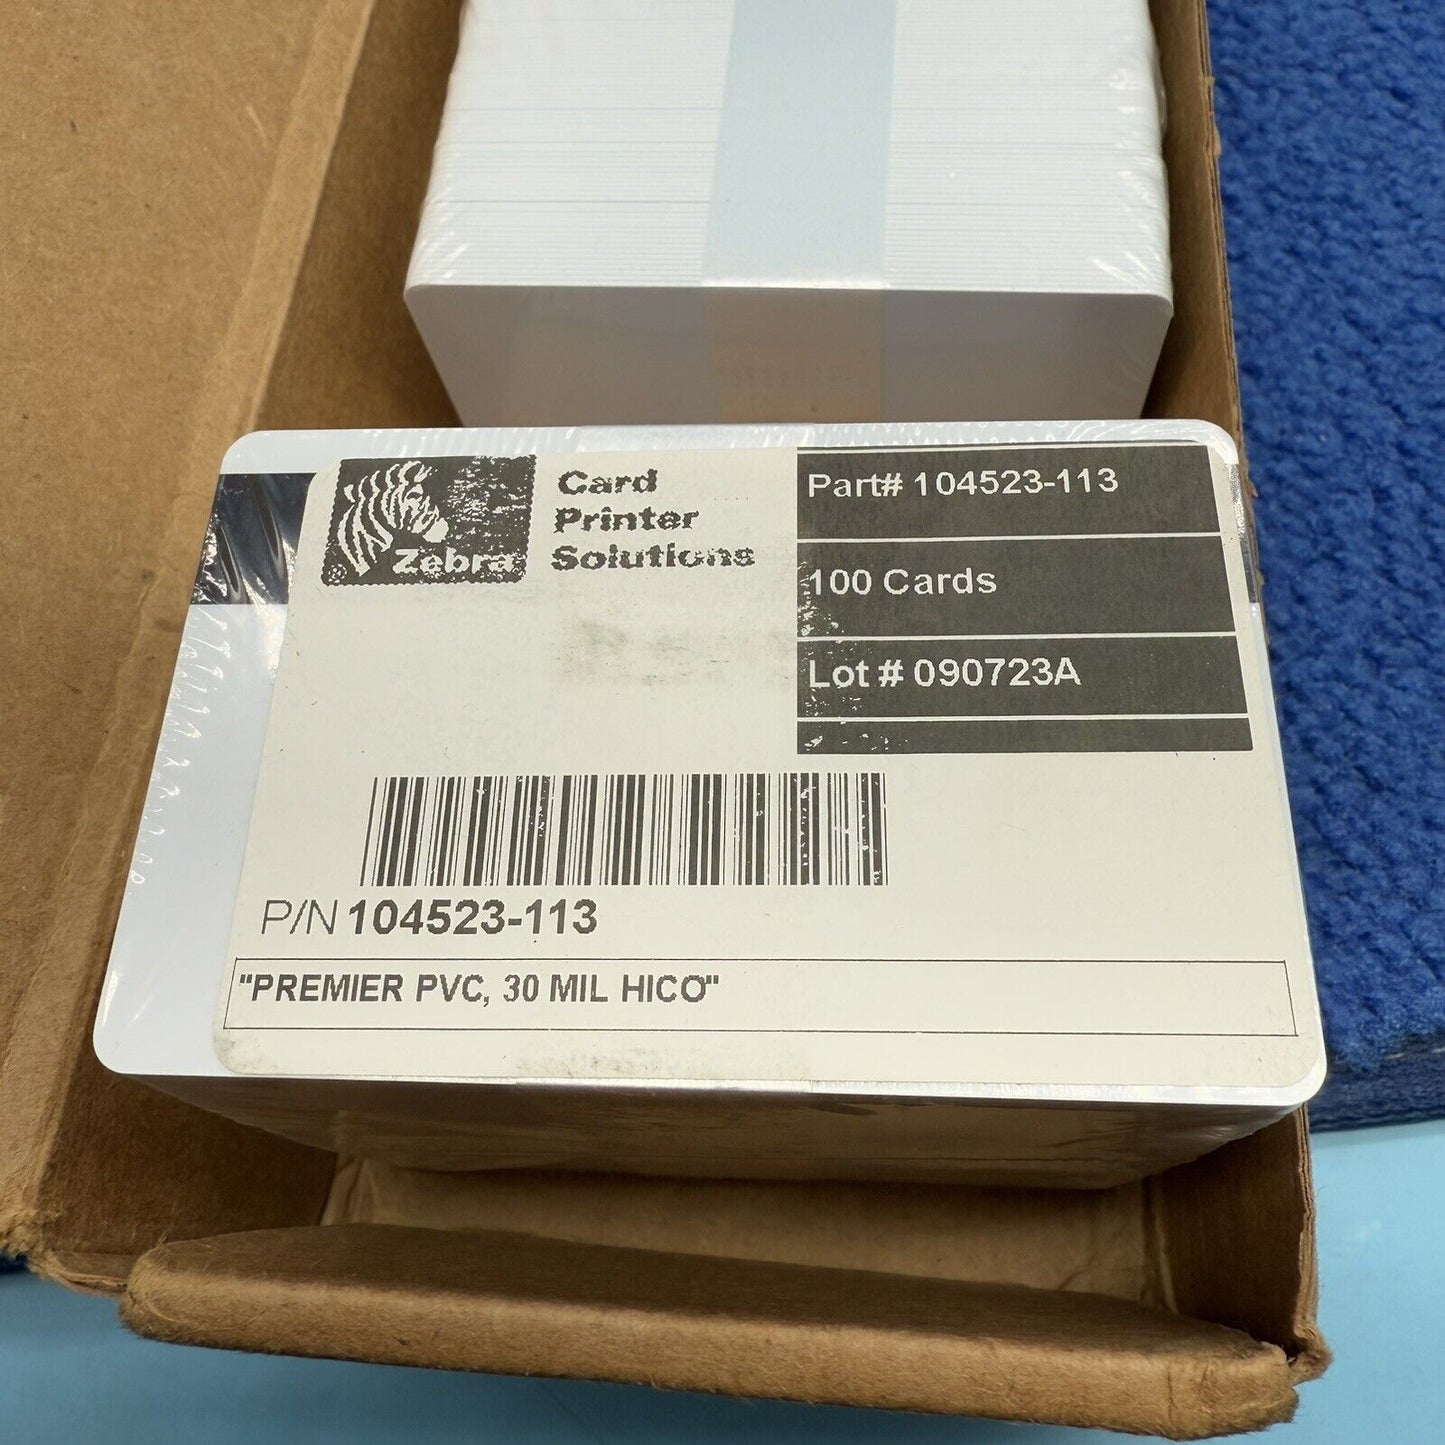 Zebra
®
Card
Printer
Solutions
Part# 104523-113
100 Cards
Lot # 090723A
P/N 104523-113
"PREMIER PVC, 30 MIL HICO"